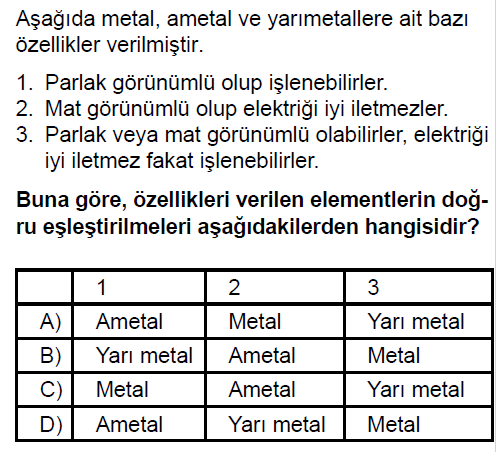 Aşağıda metal, ametal ve yarımetallere ait bazı
özellikler verilmiştir.
1. Parlak görünümlü olup işlenebilirler.
2. Mat görünümlü olup elektriği iyi iletmezler.
3. Parlak veya mat görünümlü olabilirler, elektriği
iyi iletmez fakat işlenebilirler.
Buna göre, özellikleri verilen elementlerin doğ-
ru eşleştirilmeleri aşağıdakilerden hangisidir?
1 2 3
A) Ametal Metal Yarı metal
B) Yarı metal Ametal Metal
C) Metal Ametal Yarı metal
D) Ametal Yarı metal Metal